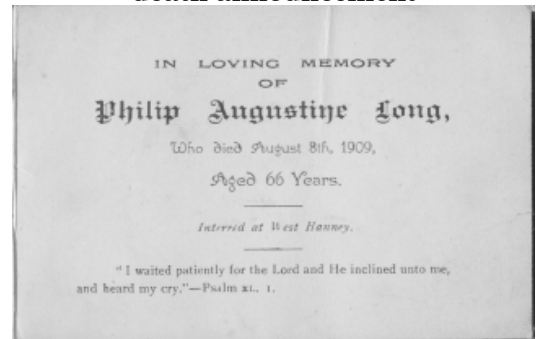 IN LOVING MEMORY
OF
Philip Augustine Long,
Who died August 8th, 1909,
Aged 66 Years.
Interred at West Hanney.
" I waited patiently for the Lord and He inclined unto me,
and heard my cry."—Psalm XL, 1.